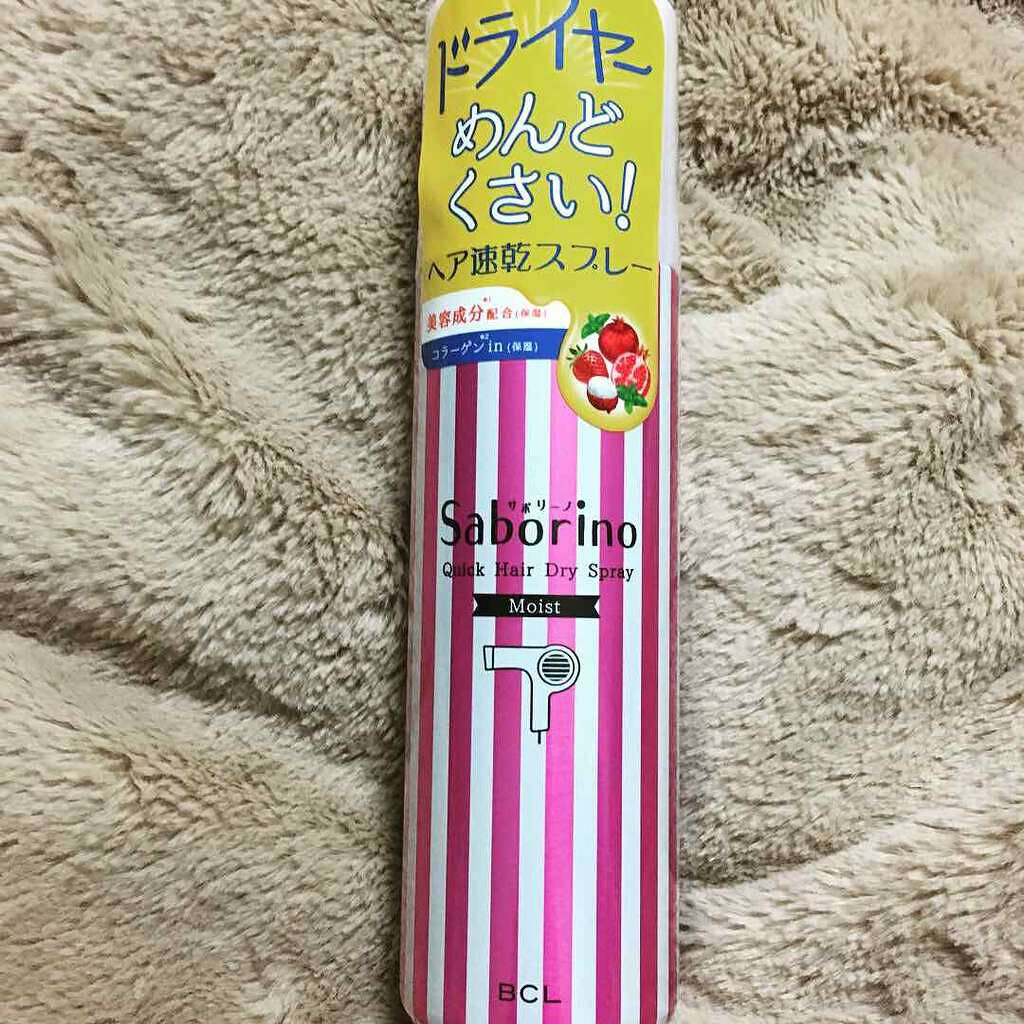 ドライヤー
めんど
くさい!
ヘア速乾スプレー
美容成分※1配合(保湿)
コラーゲン※2in(保湿)
サボリーノ
Saborino
Quick Hair Dry Spray
Moist
BCL